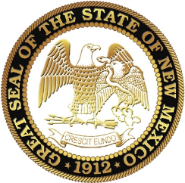 GREAT SEAL OF THE STATE OF NEW MEXICO
CRESCIT EUNDO
1912